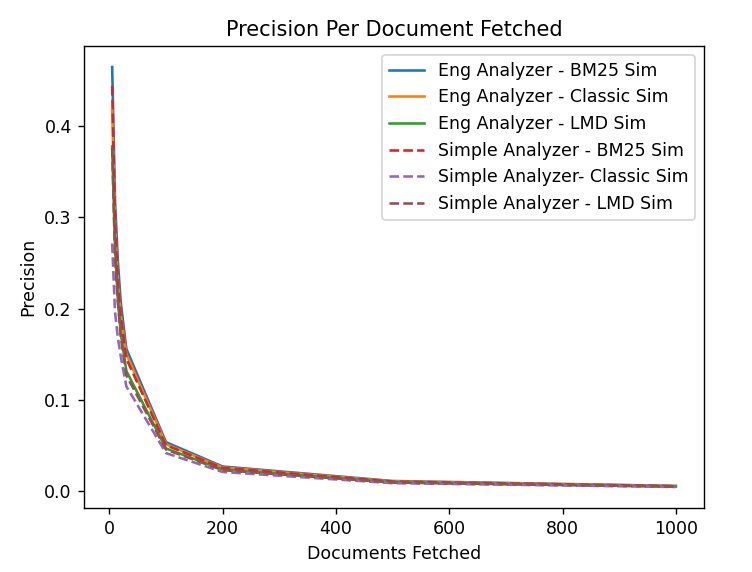 Precision Per Document Fetched
Eng Analyzer - BM25 Sim
Eng Analyzer - Classic Sim
Eng Analyzer - LMD Sim
Simple Analyzer - BM25 Sim
Simple Analyzer- Classic Sim
Simple Analyzer - LMD Sim
Precision
0.4
0.3
0.2
0.1
0.0
0 200 400 600 800 1000
Documents Fetched